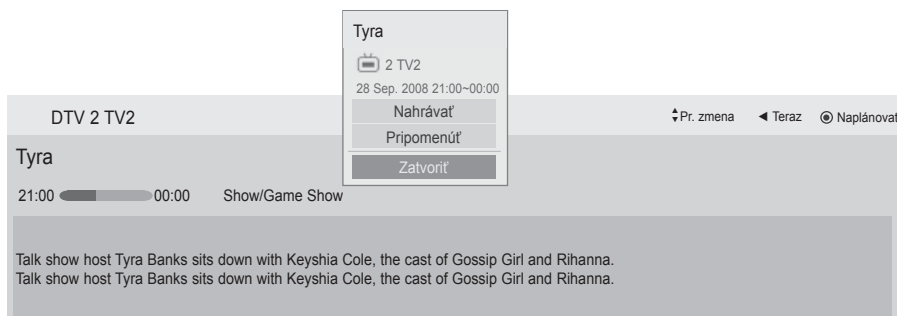 Tyra
2 TV2
28 Sep. 2008 21:00~00:00
Nahrávať
Pripomenúť
Zatvoriť
DTV 2 TV2
Pr. zmena
Teraz
Naplánovať
Tyra
21:00 00:00 Show/Game Show
Talk show host Tyra Banks sits down with Keyshia Cole, the cast of Gossip Girl and Rihanna.
Talk show host Tyra Banks sits down with Keyshia Cole, the cast of Gossip Girl and Rihanna.